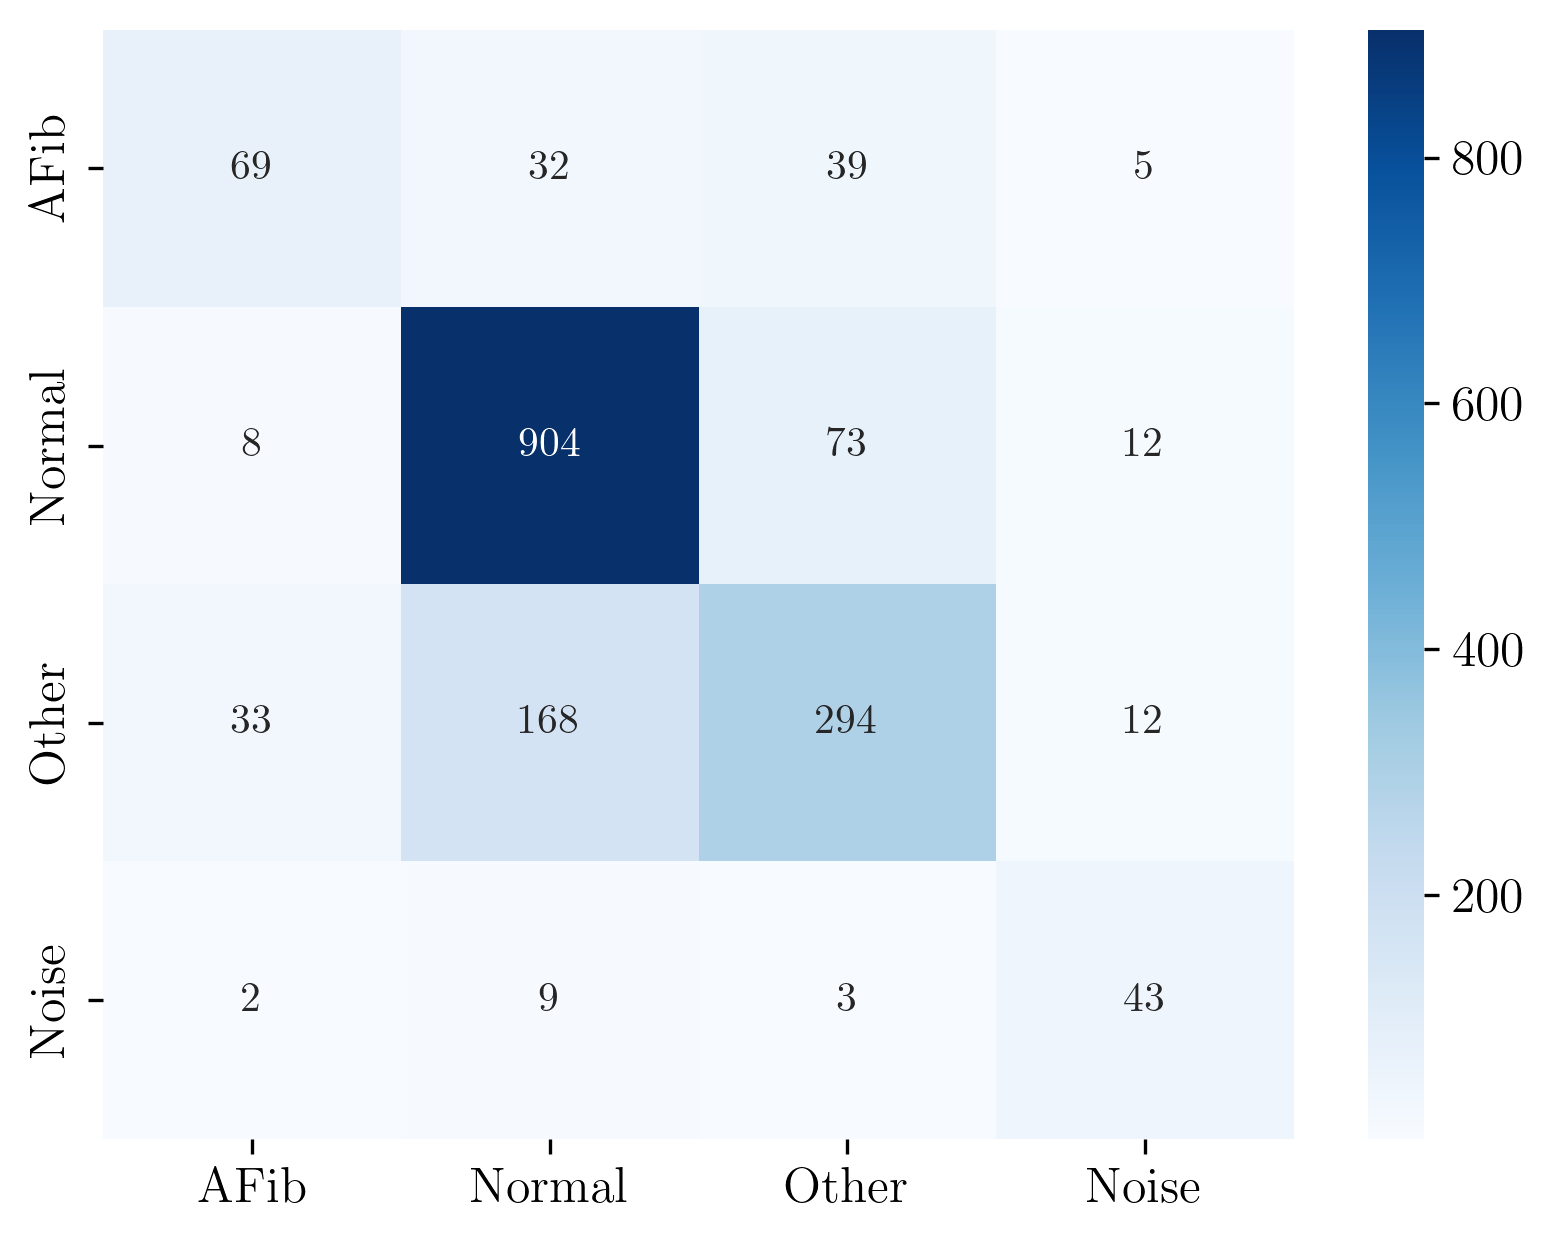 AFib 69 32 39 5
Normal 8 904 73 12
Other 33 168 294 12
Noise 2 9 3 43
AFib Normal Other Noise
800
600
400
200